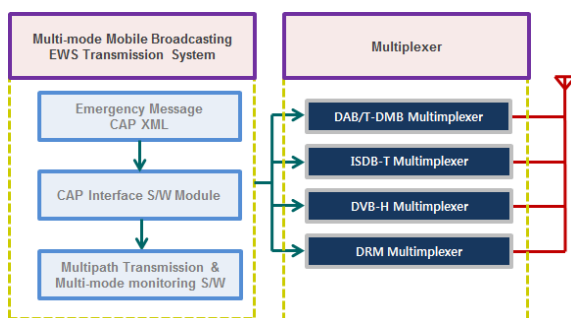 Multi-mode Mobile Broadcasting
EWS Transmission System
Emergency Message
CAP XML
CAP Interface S/W Module
Multipath Transmission &
Multi-mode monitoring S/W
Multiplexer
DAB/T-DMB Multimplexer
ISDB-T Multimplexer
DVB-H Multimplexer
DRM Multimplexer